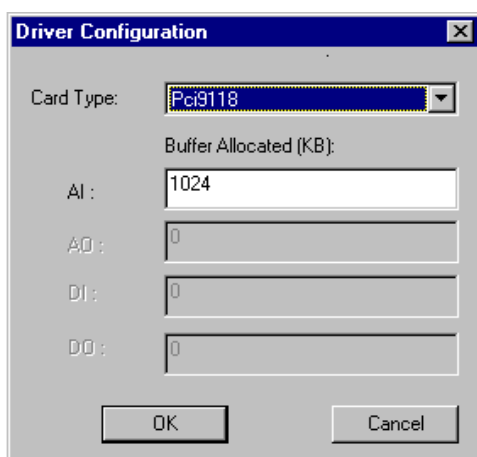 Driver Configuration
Card Type: Pci9118
Buffer Allocated (KB):
AI : 1024
AO : 0
DI : 0
DO : 0
OK Cancel